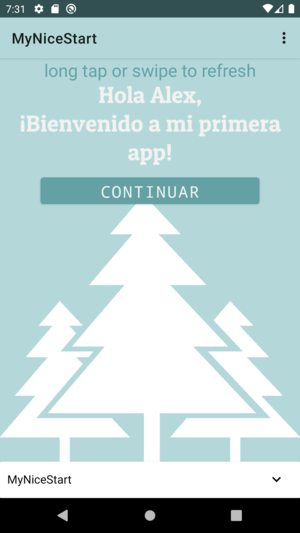 7:31
MyNiceStart
long tap or swipe to refresh
Hola Alex,
¡Bienvenido a mi primera
app!
CONTINUAR
MyNiceStart